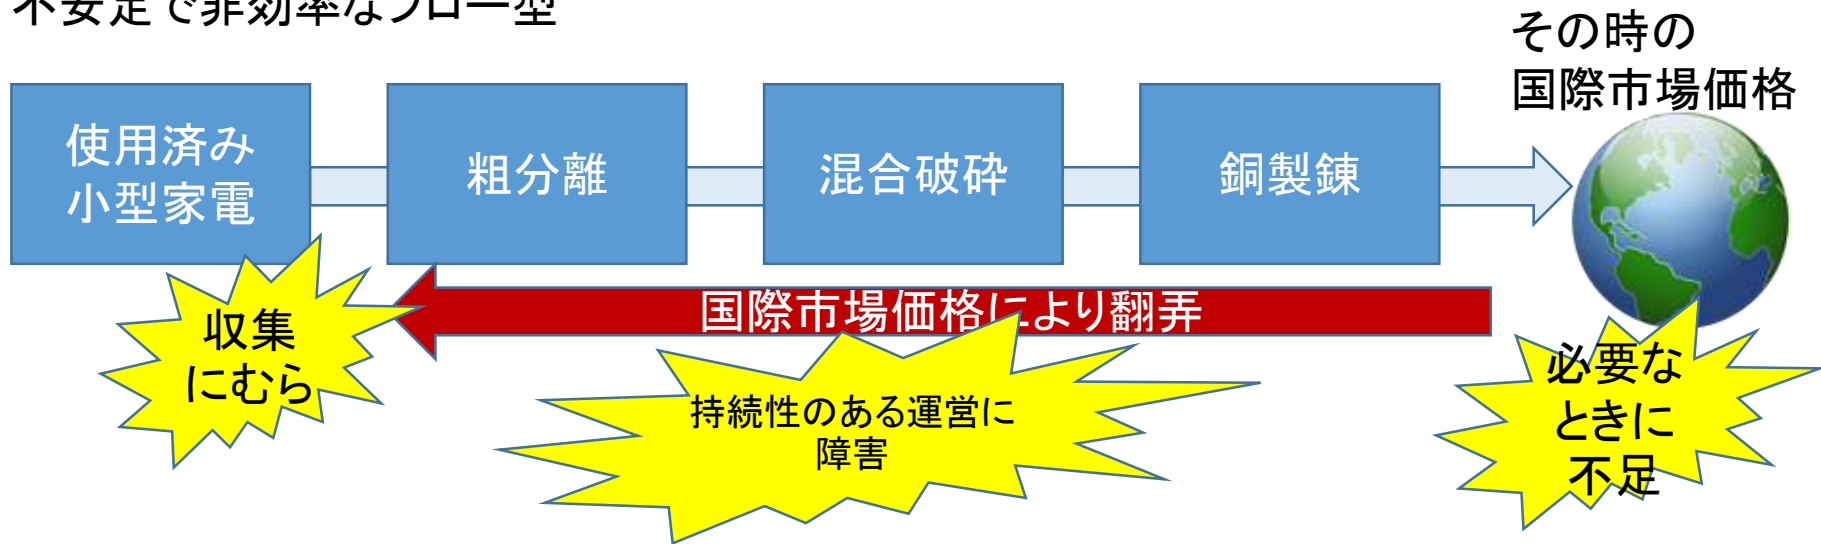 不安定で非効率なフロー型
その時の
国際市場価格
使用済み
小型家電
粗分離
混合破砕
銅製錬
国際市場価格により翻弄
収集
にむら
持続性のある運営に
障害
必要な
ときに
不足